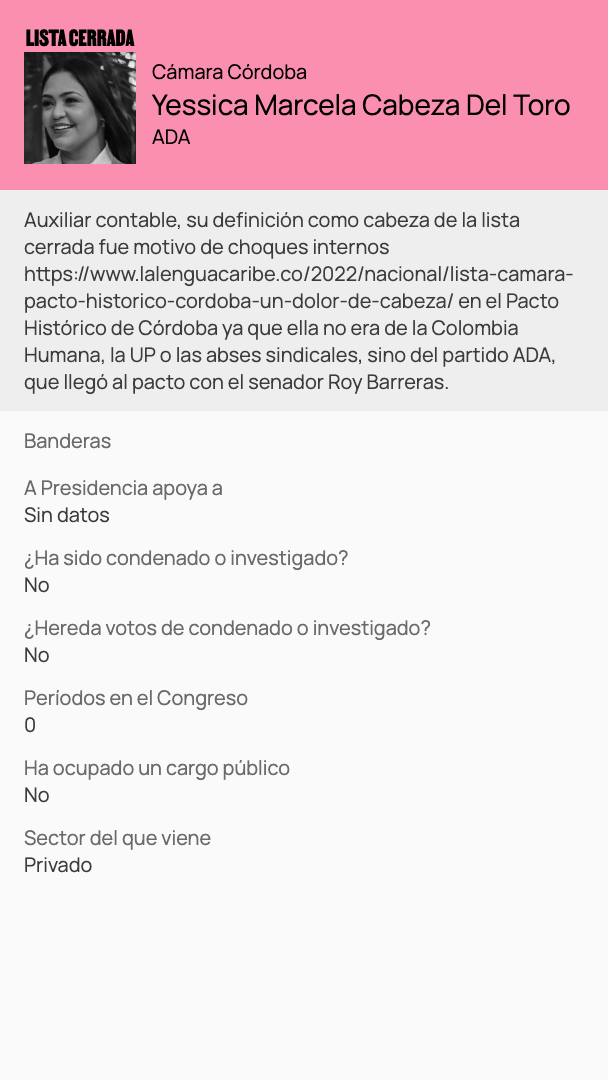 LISTA CERRADA
Cámara Córdoba
Yessica Marcela Cabeza Del Toro
ADA
Auxiliar contable, su definición como cabeza de la lista
cerrada fue motivo de choques internos
https://www.lalenguacaribe.co/2022/nacional/lista-camara-
pacto-historico-cordoba-un-dolor-de-cabeza/ en el Pacto
Histórico de Córdoba ya que ella no era de la Colombia
Humana, la UP o las abses sindicales, sino del partido ADA,
que llegó al pacto con el senador Roy Barreras.
Banderas
A Presidencia apoya a
Sin datos
¿Ha sido condenado o investigado?
No
¿Hereda votos de condenado o investigado?
No
Períodos en el Congreso
0
Ha ocupado un cargo público
No
Sector del que viene
Privado